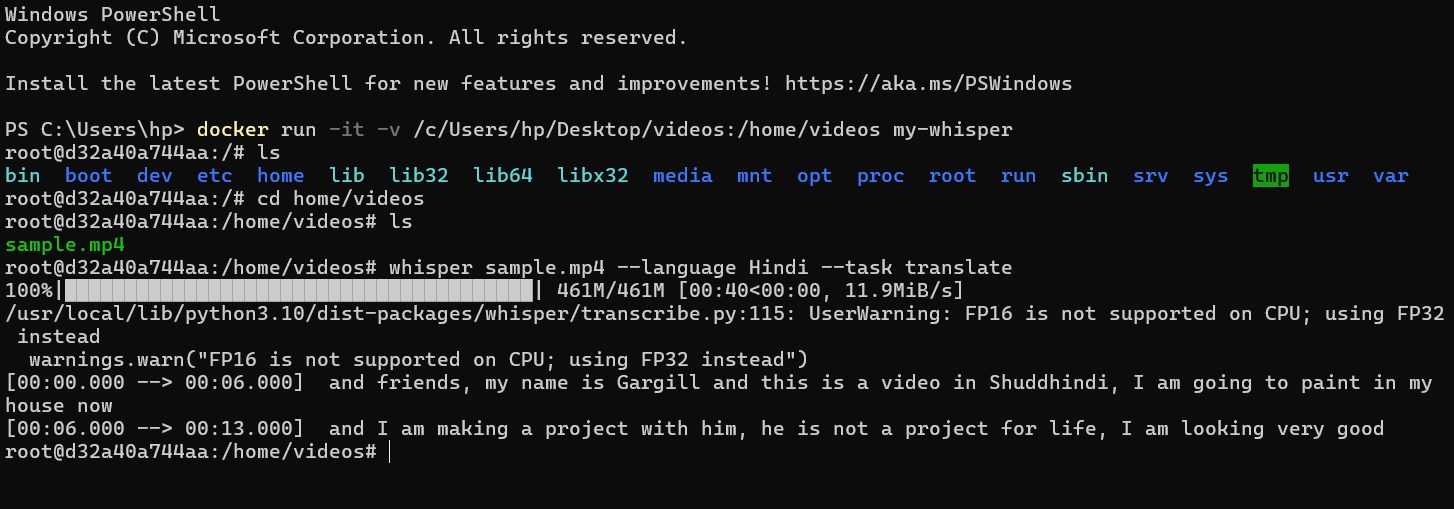 Windows PowerShell
Copyright (C) Microsoft Corporation. All rights reserved.
Install the latest PowerShell for new features and improvements! https://aka.ms/PSWindows
PS C:\Users\hp> docker run -it -v /c/Users/hp/Desktop/videos:/home/videos my-whisper
root@d32a40a744aa:/# ls
bin  boot  dev  etc  home  lib  lib32  lib64  libx32  media  mnt  opt  proc  root  run  sbin  srv  sys  tmp  usr  var
root@d32a40a744aa:/# cd home/videos
root@d32a40a744aa:/home/videos# ls
sample.mp4
root@d32a40a744aa:/home/videos# whisper sample.mp4 --language Hindi --task translate
100%|███████████████████████████████████████| 461M/461M [00:40<00:00, 11.9MiB/s]
/usr/local/lib/python3.10/dist-packages/whisper/transcribe.py:115: UserWarning: FP16 is not supported on CPU; using FP32
 instead
  warnings.warn("FP16 is not supported on CPU; using FP32 instead")
[00:00.000 --> 00:06.000]  and friends, my name is Gargill and this is a video in Shuddhindi, I am going to paint in my
house now
[00:06.000 --> 00:13.000]  and I am making a project with him, he is not a project for life, I am looking very good
root@d32a40a744aa:/home/videos#